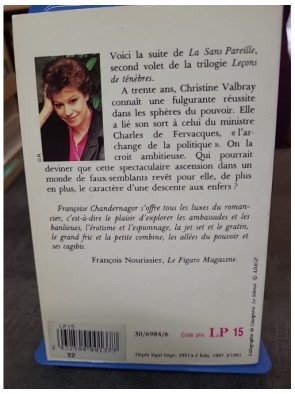 Voici la suite de La Sans Pareille,
second volet de la trilogie Leçons
de ténèbres.
A trente ans, Christine Valbray
connaît une fulgurante réussite
dans les sphères du pouvoir. Elle
a lié son sort à celui du ministre
Charles de Fervacques, « l'ar-
change de la politique ». On la
croit ambitieuse. Qui pourrait
deviner que cette spectaculaire ascension dans un
monde de faux-semblants revêt pour elle, de plus
en plus, le caractère d'une descente aux enfers ?
Françoise Chandernagor s'offre tous les luxes du roman-
cier, c'est-à-dire le plaisir d'explorer les ambassades et les
banlieues, l'érotisme et l'espionnage, la jet set et le gratin,
le grand fric et la petite combine, les allées du pouvoir et
ses cagibis.
François Nourissier, Le Figaro Magazine.
D.R.
LP15
32
30/6984/6
Code prix LP 15